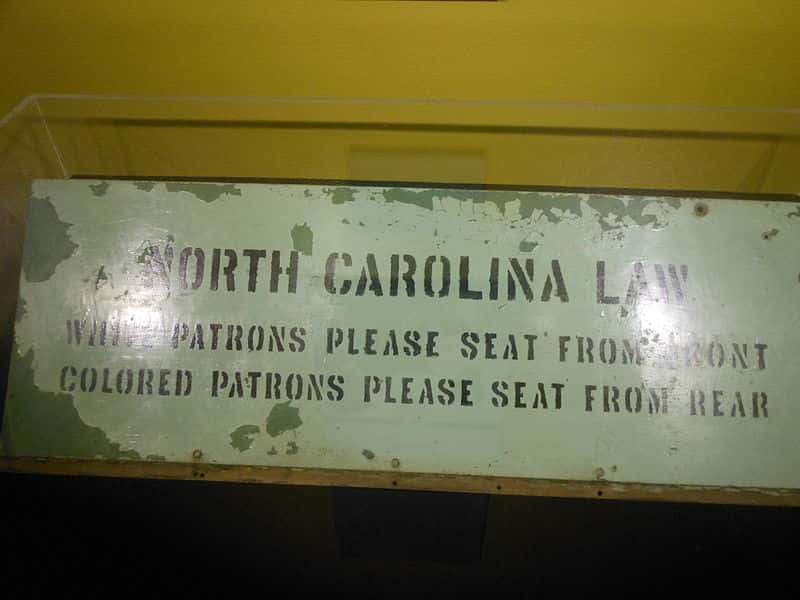 NORTH CAROLINA LAW
WHITE PATRONS PLEASE SEAT FROM FRONT
COLORED PATRONS PLEASE SEAT FROM REAR